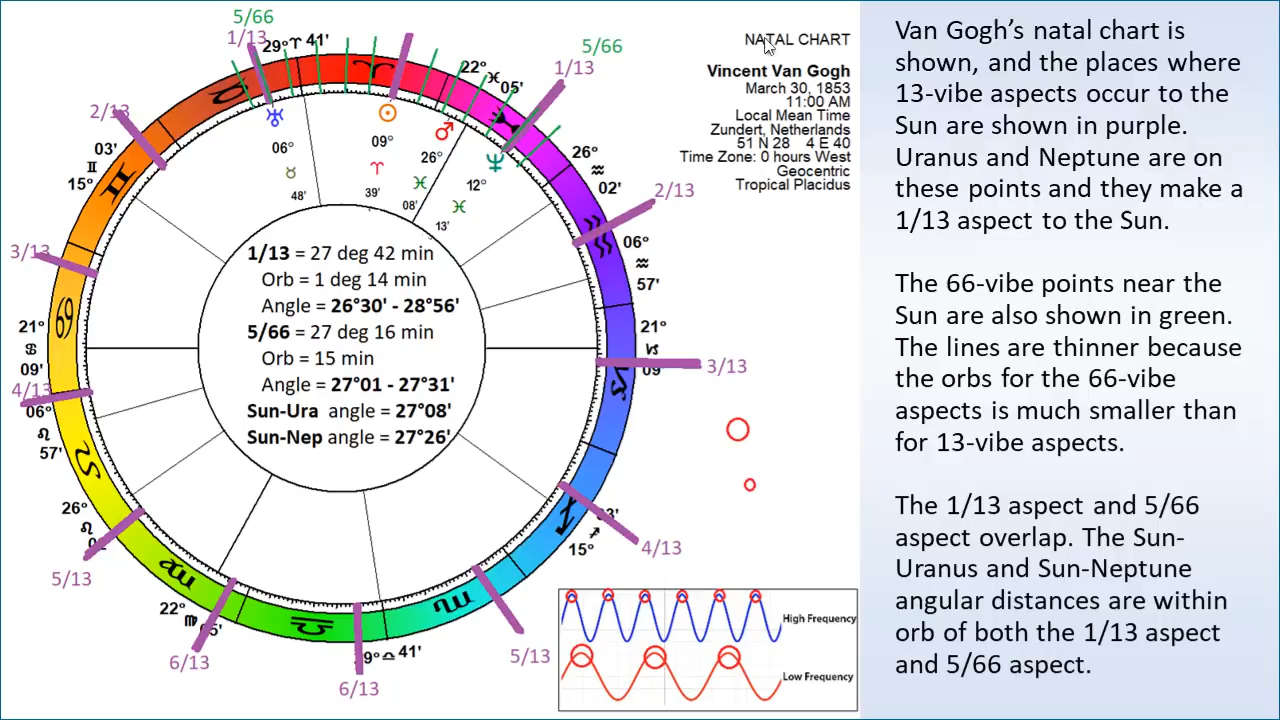 5/66
1/13
29° ♈ 41'
22° ♓ 05'
5/66
1/13
NATAL CHART
Vincent Van Gogh
March 30, 1853
11:00 AM
Local Mean Time
Zundert, Netherlands
51 N 28 4 E 40
Time Zone: 0 hours West
Geocentric
Tropical Placidus
2/13
03'
♊
15°
♅
06°
♉
48'
☉
09°
♈
39'
♂
26°
♓
08'
♆
12°
♓
13'
26°
♒
02'
2/13
06°
♒
57'
3/13
21°
♋
09'
4/13
06°
♌
57'
26°
♌
5/13
22°
♍
6/13
21°
♑
09
3/13
♐
15°
4/13
5/13
♎ 41'
6/13
1/13 = 27 deg 42 min
Orb = 1 deg 14 min
Angle = 26°30' - 28°56'
5/66 = 27 deg 16 min
Orb = 15 min
Angle = 27°01 - 27°31'
Sun-Ura angle = 27°08'
Sun-Nep angle = 27°26'
High Frequency
Low Frequency
Van Gogh’s natal chart is
shown, and the places where
13-vibe aspects occur to the
Sun are shown in purple.
Uranus and Neptune are on
these points and they make a
1/13 aspect to the Sun.
The 66-vibe points near the
Sun are also shown in green.
The lines are thinner because
the orbs for the 66-vibe
aspects is much smaller than
for 13-vibe aspects.
The 1/13 aspect and 5/66
aspect overlap. The Sun-
Uranus and Sun-Neptune
angular distances are within
orb of both the 1/13 aspect
and 5/66 aspect.